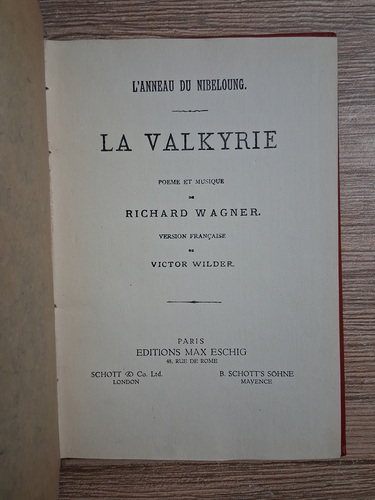 L'ANNEAU DU NIBELOUNG.
LA VALKYRIE
POEME ET MUSIQUE
DE
RICHARD WAGNER.
VERSION FRANÇAISE
DE
VICTOR WILDER.
PARIS
EDITIONS MAX ESCHIG
48, RUE DE ROME
SCHOTT & Co. Ltd.
LONDON
B. SCHOTT'S SÖHNE
MAYENCE